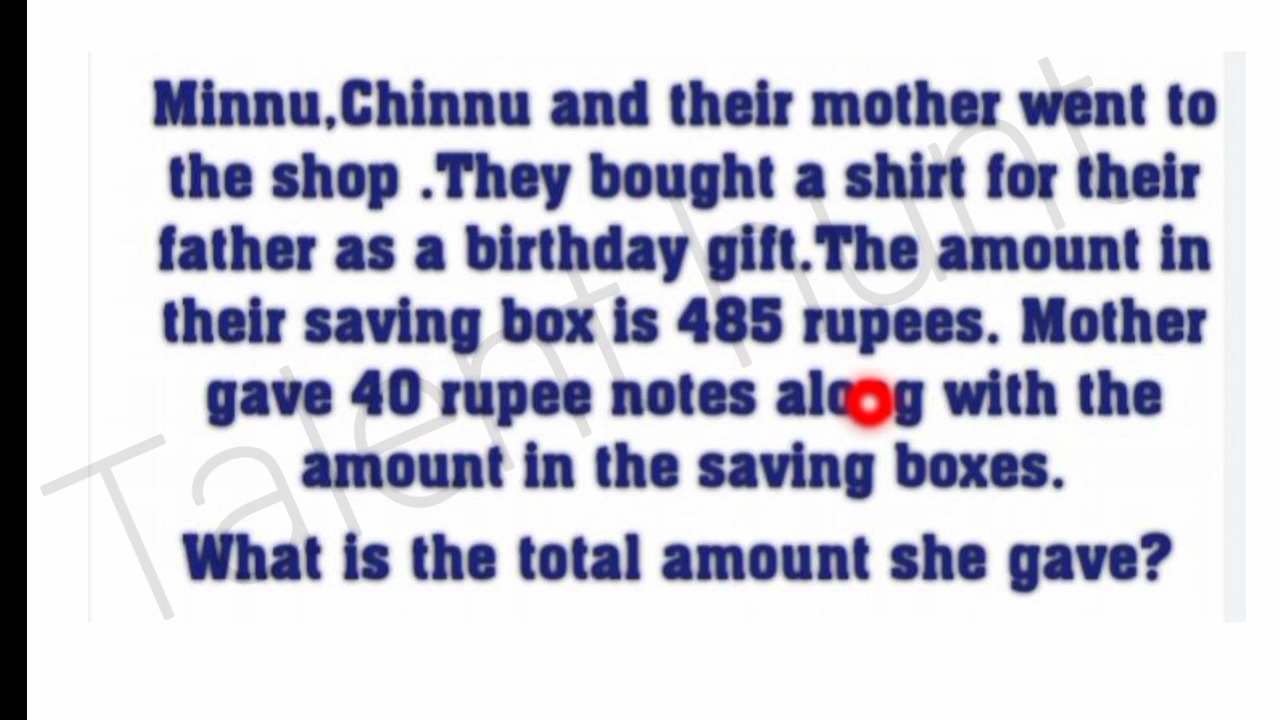 Minnu,Chinnu and their mother went to
the shop .They bought a shirt for their
father as a birthday gift.The amount in
their saving box is 485 rupees. Mother
gave 40 rupee notes along with the
amount in the saving boxes.
What is the total amount she gave?
Talent hunt